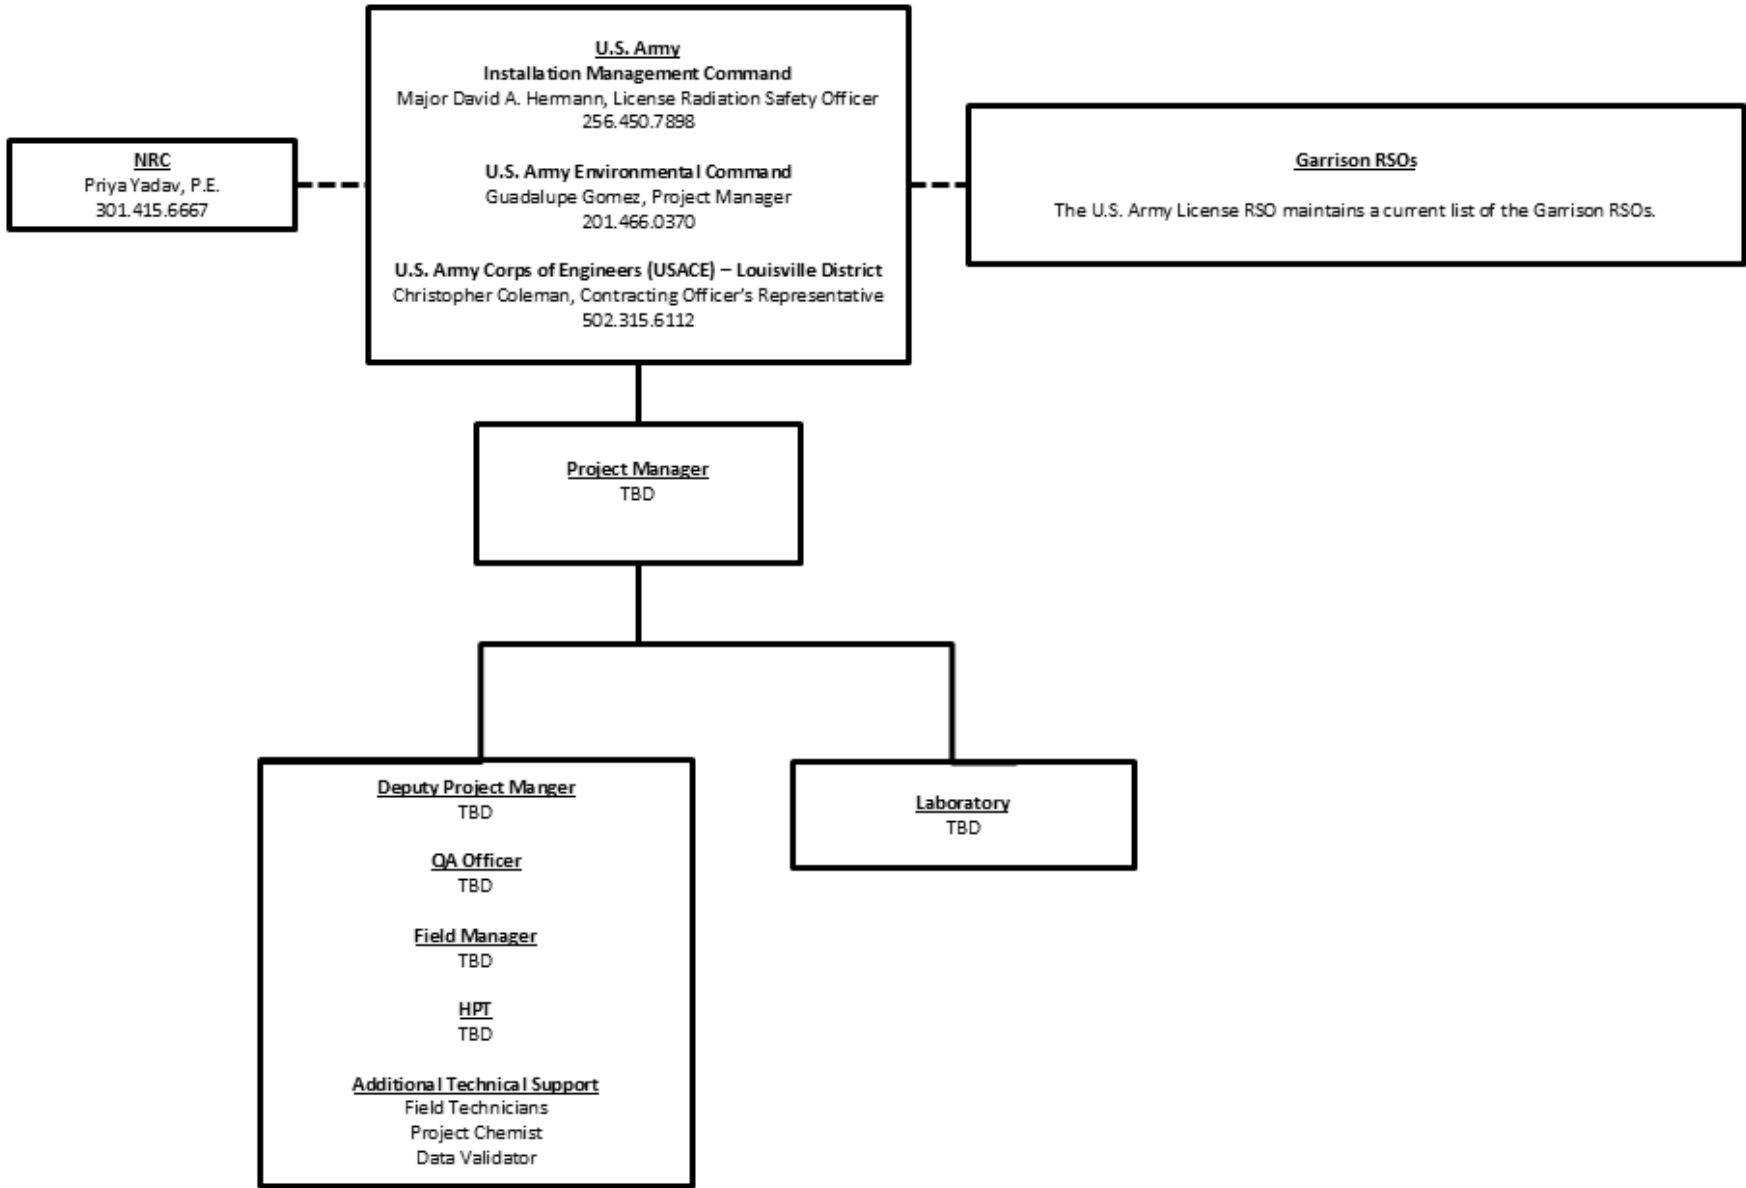 U.S. Army
Installation Management Command
Major David A. Hermann, License Radiation Safety Officer
256.450.7898
U.S. Army Environmental Command
Guadalupe Gomez, Project Manager
201.466.0370
U.S. Army Corps of Engineers (USACE) – Louisville District
Christopher Coleman, Contracting Officer's Representative
502.315.6112
NRC
Priya Yadav, P.E.
301.415.6667
Garrison RSOs
The U.S. Army License RSO maintains a current list of the Garrison RSOs.
Project Manager
TBD
Deputy Project Manger
TBD
QA Officer
TBD
Field Manager
TBD
HPT
TBD
Additional Technical Support
Field Technicians
Project Chemist
Data Validator
Laboratory
TBD